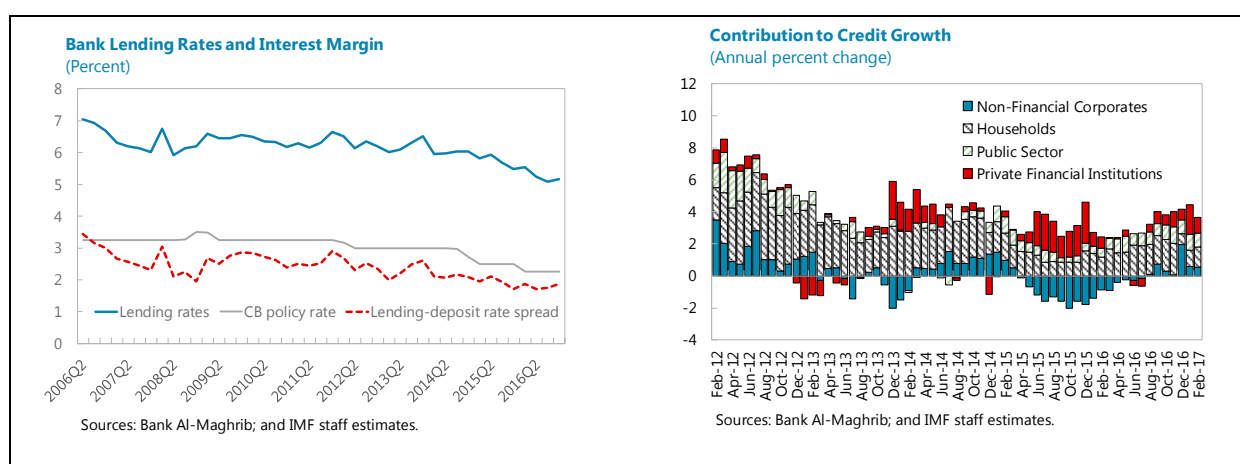 Bank Lending Rates and Interest Margin
(Percent)
8
7
6
5
4
3
2
1
0
Lending rates
CB policy rate
Lending-deposit rate spread
2006Q2
2007Q2
2008Q2
2009Q2
2010Q2
2011Q2
2012Q2
2013Q2
2014Q2
2015Q2
2016Q2
Sources: Bank Al-Maghrib; and IMF staff estimates.
Contribution to Credit Growth
(Annual percent change)
12
10
8
6
4
2
0
-2
-4
Non-Financial Corporates
Households
Public Sector
Private Financial Institutions
Feb-12
Apr-12
Jun-12
Aug-12
Oct-12
Dec-12
Feb-13
Apr-13
Jun-13
Aug-13
Oct-13
Dec-13
Feb-14
Apr-14
Jun-14
Aug-14
Oct-14
Dec-14
Feb-15
Apr-15
Jun-15
Aug-15
Oct-15
Dec-15
Feb-16
Apr-16
Jun-16
Aug-16
Oct-16
Dec-16
Feb-17
Sources: Bank Al-Maghrib; and IMF staff estimates.